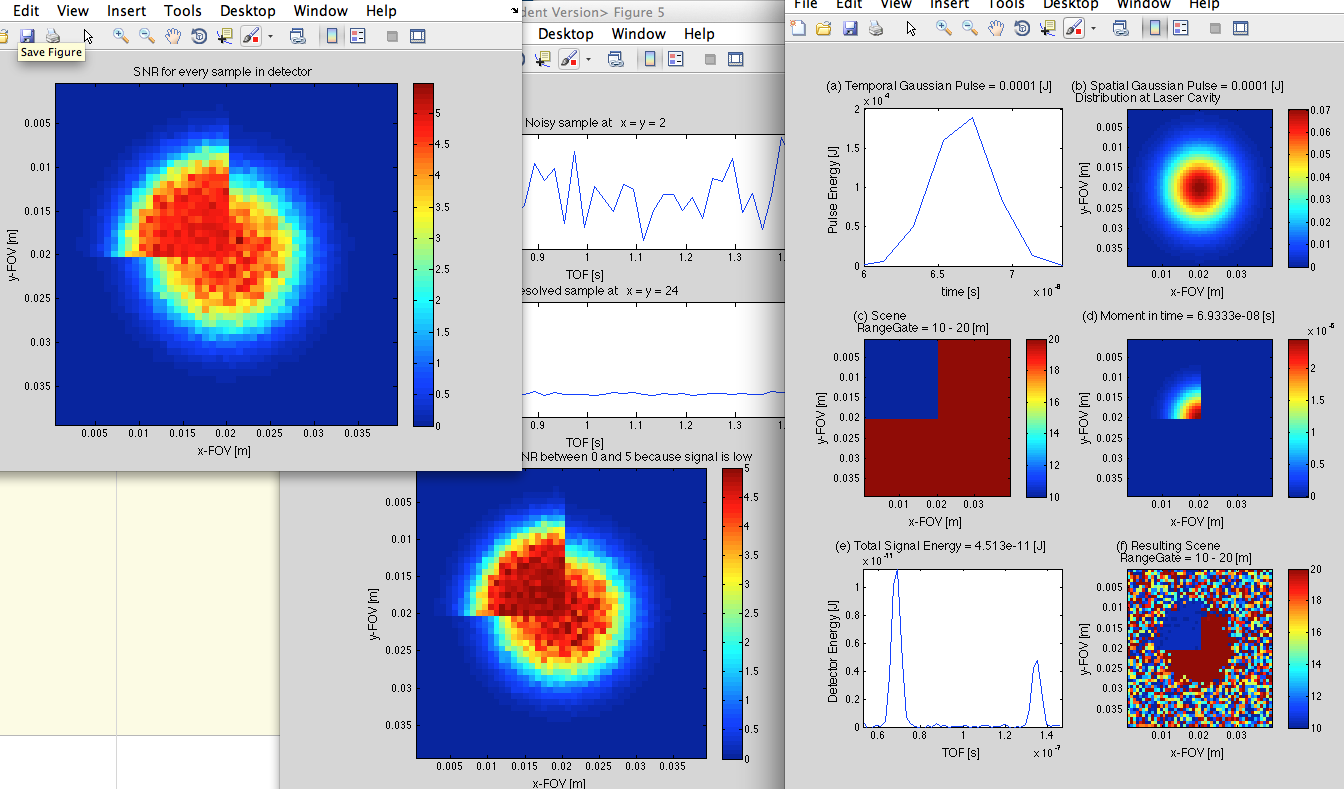 Edit View Insert Tools Desktop Window Help
Save Figure
SNR for every sample in detector
0.005
0.01
0.015
0.02
0.025
0.03
0.035
y-FOV [m]
0.005 0.01 0.015 0.02 0.025 0.03 0.035
x-FOV [m]
5
4.5
4
3.5
3
2.5
2
1.5
1
0.5
0
dent Version> Figure 5
Desktop Window Help
Noisy sample at x = y = 2
0.9 1 1.1 1.2 1.3
TOF [s]
esolved sample at x = y = 24
0.9 1 1.1 1.2 1.3
TOF [s]
NR between 0 and 5 because signal is low
0.005
0.01
0.015
0.02
0.025
0.03
0.035
y-FOV [m]
0.005 0.01 0.015 0.02 0.025 0.03 0.035
x-FOV [m]
5
4.5
4
3.5
3
2.5
2
1.5
1
0.5
0
File Edit View Insert Tools Desktop Window Help
(a) Temporal Gaussian Pulse = 0.0001 [J]
x 10⁴
2
1.5
1
0.5
0
Pulse Energy [J]
6 6.5 7
time [s]
x 10⁻⁸
(b) Spatial Gaussian Pulse = 0.0001 [J]
Distribution at Laser Cavity
0.005
0.01
0.015
0.02
0.025
0.03
0.035
y-FOV [m]
0.01 0.02 0.03
x-FOV [m]
0.07
0.06
0.05
0.04
0.03
0.02
0.01
0
(c) Scene
RangeGate = 10 - 20 [m]
0.005
0.01
0.015
0.02
0.025
0.03
0.035
y-FOV [m]
0.01 0.02 0.03
x-FOV [m]
20
18
16
14
12
10
(d) Moment in time = 6.9333e-08 [s]
0.005
0.01
0.015
0.02
0.025
0.03
0.035
y-FOV [m]
0.01 0.02 0.03
x-FOV [m]
2
1.5
1
0.5
0
(e) Total Signal Energy = 4.513e-11 [J]
x 10⁻¹¹
1
0.8
0.6
0.4
0.2
0
Detector Energy [J]
0.6 0.8 1 1.2 1.4
TOF [s]
x 10⁻⁷
(f) Resulting Scene
RangeGate = 10 - 20 [m]
0.005
0.01
0.015
0.02
0.025
0.03
0.035
y-FOV [m]
0.01 0.02 0.03
x-FOV [m]
20
18
16
14
12
10